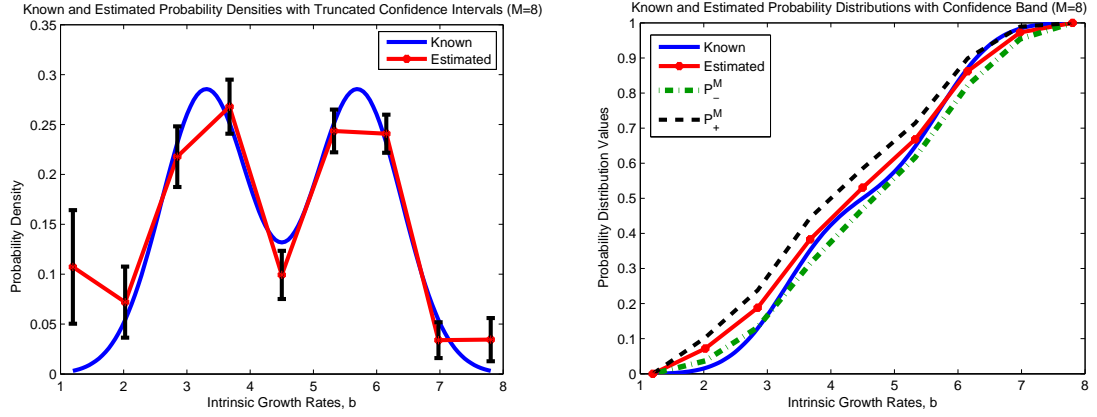 Known and Estimated Probability Densities with Truncated Confidence Intervals (M=8)
0.35
0.3
0.25
0.2
0.15
0.1
0.05
0
Probability Density
Known
Estimated
1 2 3 4 5 6 7 8
Intrinsic Growth Rates, b
Known and Estimated Probability Distributions with Confidence Band (M=8)
1
0.9
0.8
0.7
0.6
0.5
0.4
0.3
0.2
0.1
0
Probability Distribution Values
Known
Estimated
P_-^M
P_+^M
1 2 3 4 5 6 7 8
Intrinsic Growth Rates, b